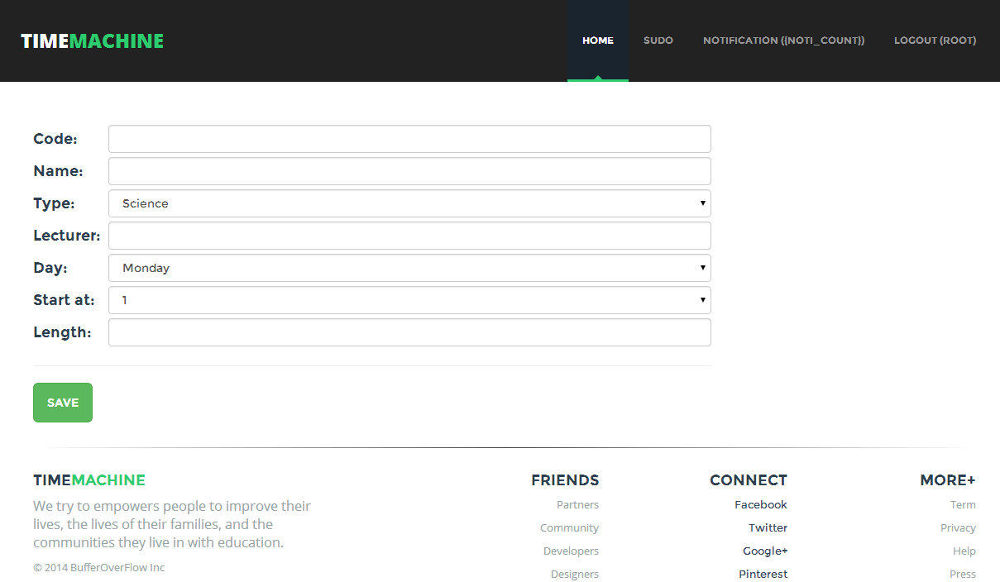 TIMEMACHINE
HOME SUDO NOTIFICATION ({NOTI_COUNT}) LOGOUT (ROOT)
Code:
Name:
Type: Science
Lecturer:
Day: Monday
Start at: 1
Length:
SAVE
TIMEMACHINE
We try to empowers people to improve their
lives, the lives of their families, and the
communities they live in with education.
© 2014 BufferOverFlow Inc
FRIENDS
Partners
Community
Developers
Designers
CONNECT
Facebook
Twitter
Google+
Pinterest
MORE+
Term
Privacy
Help
Press